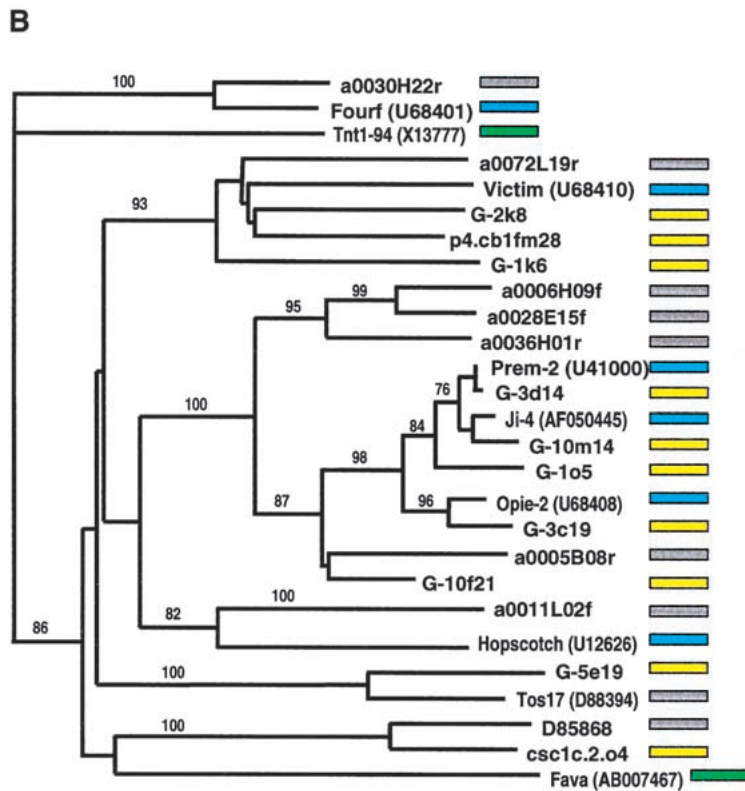 B
100
a0030H22r
Fourf (U68401)
Tnt1-94 (X13777)
a0072L19r
Victim (U68410)
93
G-2k8
p4.cb1fm28
G-1k6
99
a0006H09f
95
a0028E15f
a0036H01r
Prem-2 (U41000)
76
G-3d14
100
Ji-4 (AF050445)
84
G-10m14
98
G-1o5
96
Opie-2 (U68408)
87
G-3c19
a0005B08r
G-10f21
100
a0011L02f
82
Hopscotch (U12626)
86
100
G-5e19
Tos17 (D88394)
100
D85868
csc1c.2.o4
Fava (AB007467)